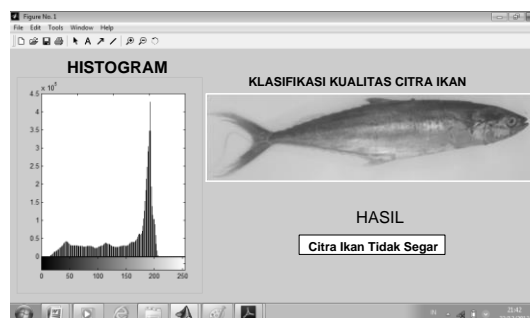 Figure No. 1
File Edit Tools Window Help
A
HISTOGRAM
KLASIFIKASI KUALITAS CITRA IKAN
x 10
4.5
4
3.5
3
2.5
2
1.5
1
0.5
0
0 50 100 150 200 250
HASIL
Citra Ikan Tidak Segar
IN 21:42